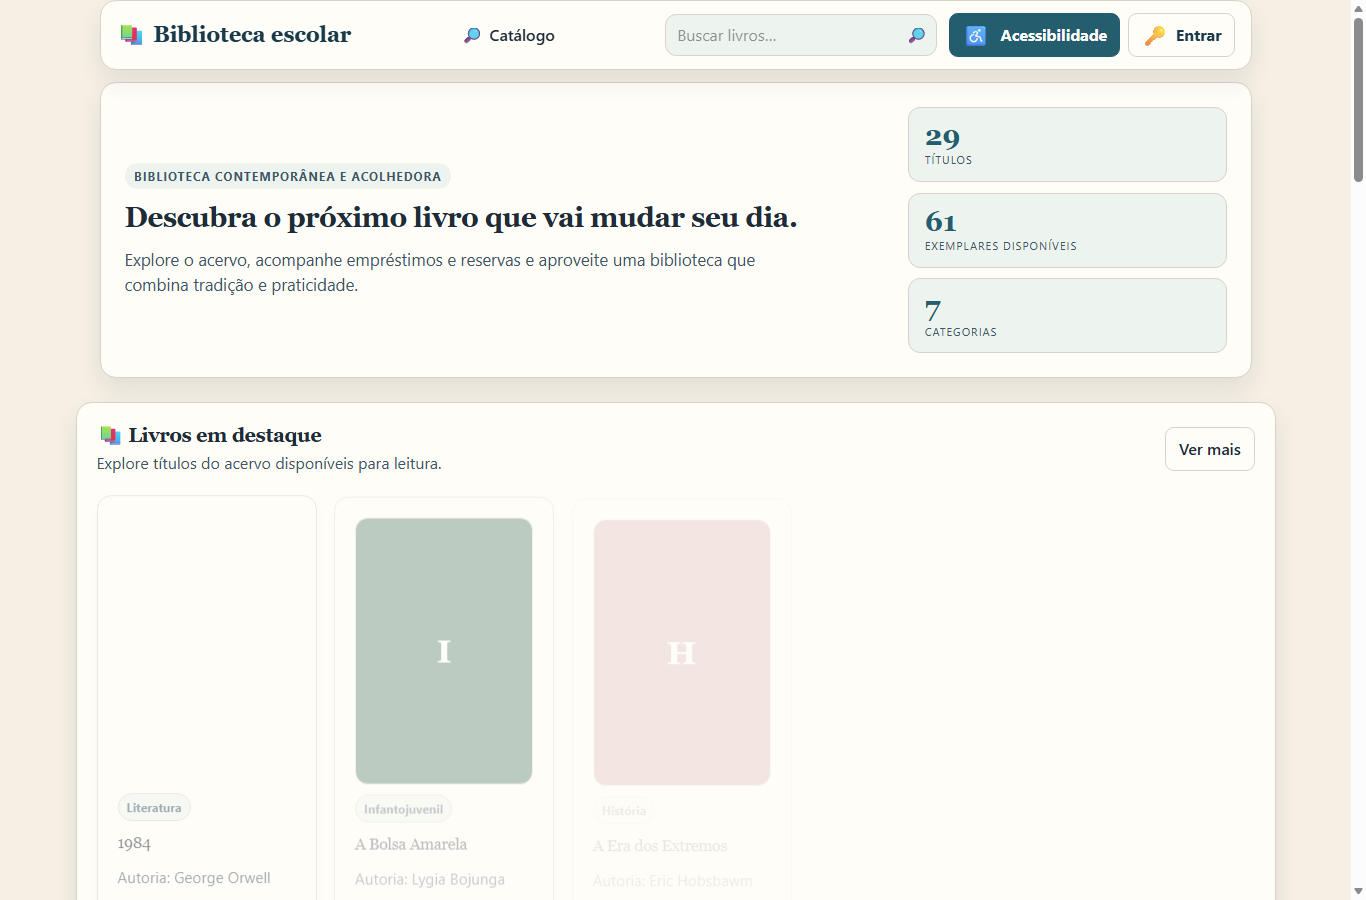 Biblioteca escolar
Catálogo
Buscar livros...
Acessibilidade
Entrar
BIBLIOTECA CONTEMPORÂNEA E ACOLHEDORA
Descubra o próximo livro que vai mudar seu dia.
Explore o acervo, acompanhe empréstimos e reservas e aproveite uma biblioteca que
combina tradição e praticidade.
29
TÍTULOS
61
EXEMPLARES DISPONÍVEIS
7
CATEGORIAS
Livros em destaque
Explore títulos do acervo disponíveis para leitura.
Ver mais
Literatura
1984
Autoria: George Orwell
I
Infantojuvenil
A Bolsa Amarela
Autoria: Lygia Bojunga
H
História
A Era dos Extremos
Autoria: Eric Hobsbawm